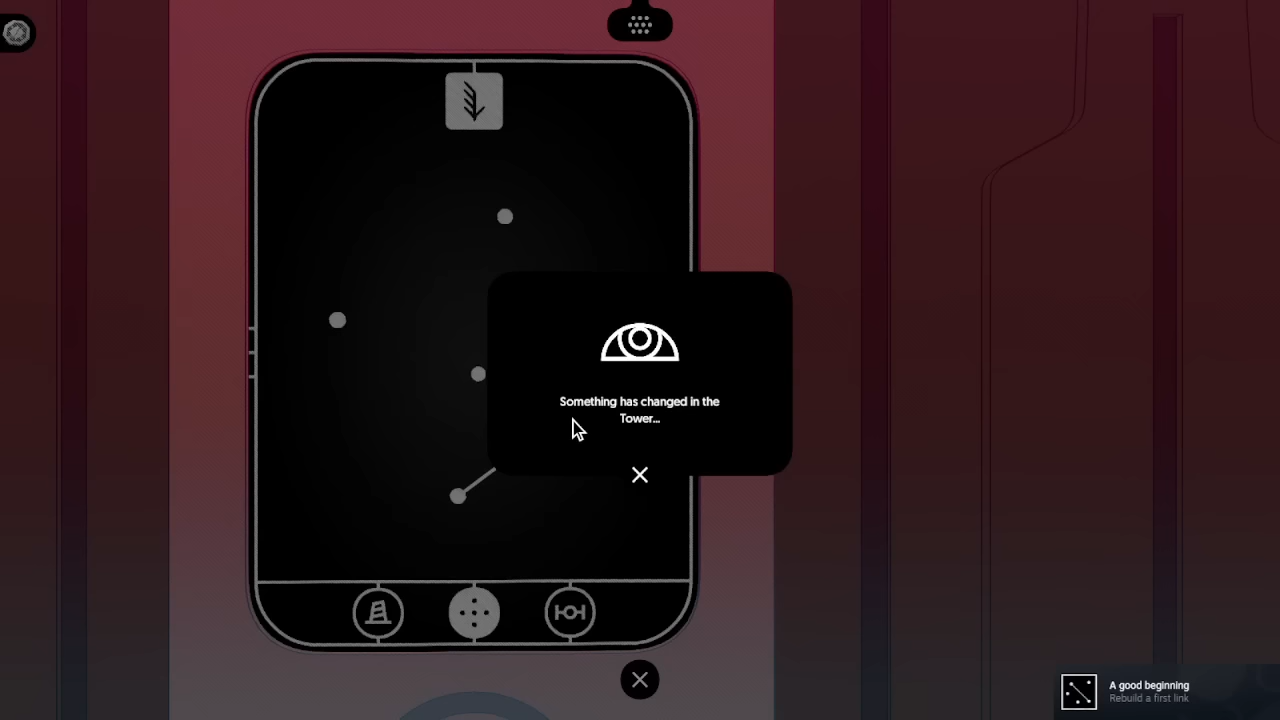 Something has changed in the
Tower...
A good beginning
Rebuild a first link